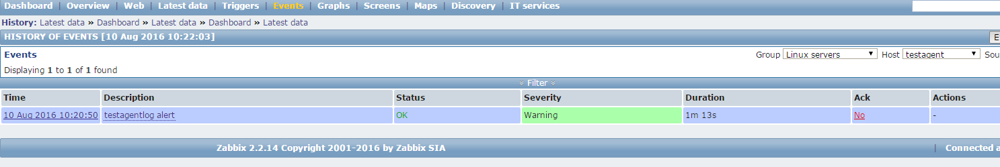 Dashboard | Overview | Web | Latest data | Triggers | Events | Graphs | Screens | Maps | Discovery | IT services
History: Latest data » Dashboard » Latest data » Dashboard » Latest data
HISTORY OF EVENTS [10 Aug 2016 10:22:03] E
Events Group Linux servers Host testagent Sou
Displaying 1 to 1 of 1 found
Filter
Time Description Status Severity Duration Ack Actions
10 Aug 2016 10:20:50 testagentlog alert OK Warning 1m 13s No -
Zabbix 2.2.14 Copyright 2001-2016 by Zabbix SIA | Connected a